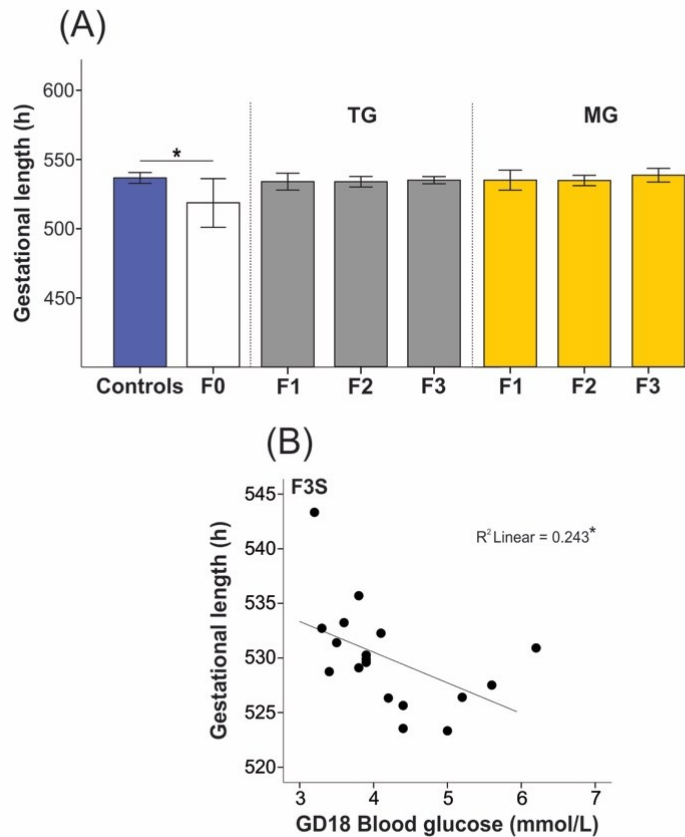 (A)
Gestational length (h)
600
550
500
450
*
TG
MG
Controls F0 F1 F2 F3 F1 F2 F3
(B)
F3S
Gestational length (h)
545
540
535
530
525
520
R² Linear = 0.243*
3 4 5 6 7
GD18 Blood glucose (mmol/L)